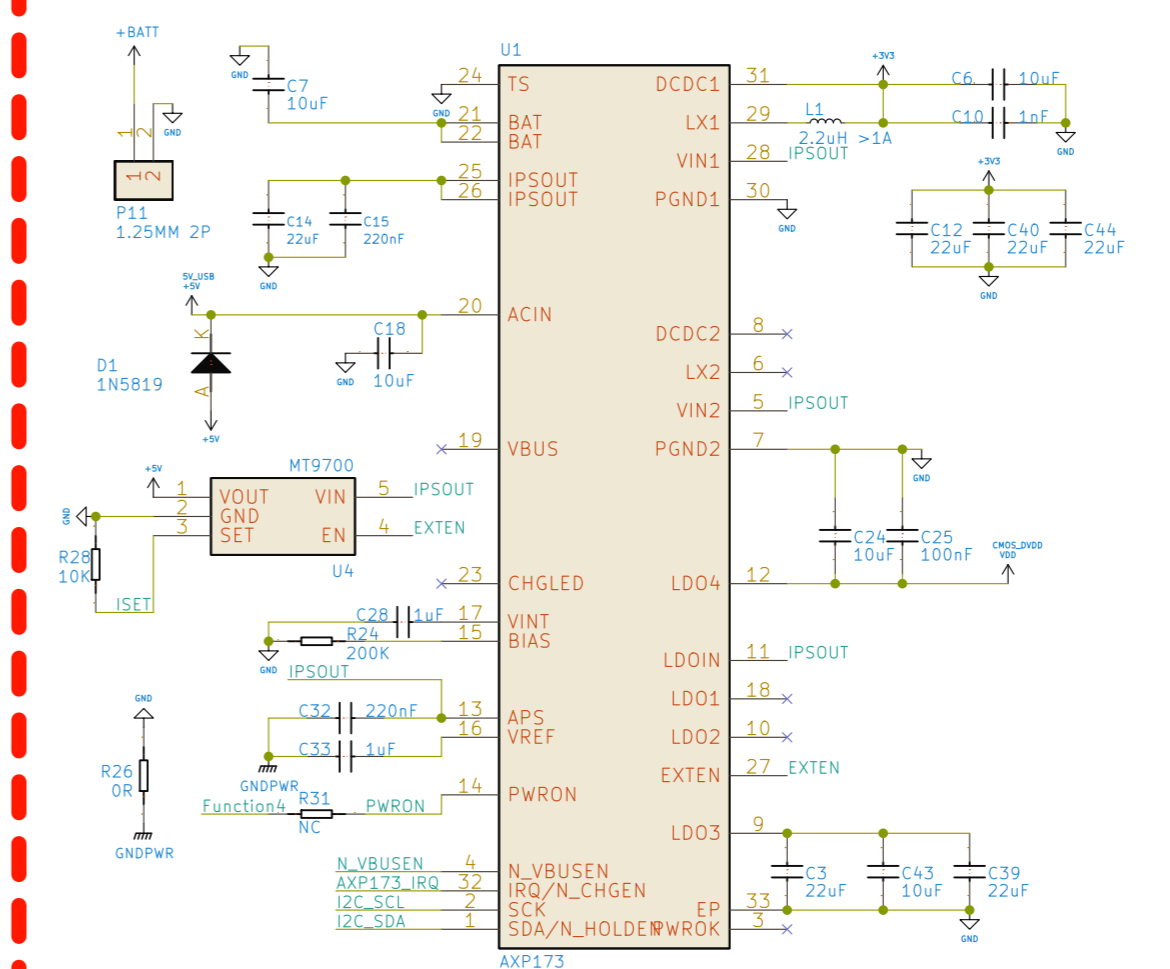 +BATT
1
2
GND
1
2
P11
1.25MM 2P
GND
C7
10uF
GND
24
TS
21
BAT
22
BAT
25
IPSOUT
26
IPSOUT
C14
22uF
C15
220nF
GND
5V_USB
+5V
20
ACIN
C18
10uF
GND
K
D1
1N5819
A
+5V
19
VBUS
MT9700
+5V
1
VOUT
VIN
5
IPSOUT
GND
2
GND
3
SET
EN
4
EXTEN
U4
R28
10K
ISET
23
CHGLED
C28
1uF
17
VINT
R24
200K
15
BIAS
GND
IPSOUT
C32
220nF
13
APS
C33
1uF
16
VREF
GNDPWR
GND
R26
0R
GNDPWR
Function4
R31
NC
PWRON
14
PWRON
N_VBUSEN
4
N_VBUSEN
AXP173_IRQ
32
IRQ/N_CHGEN
I2C_SCL
2
SCK
I2C_SDA
1
SDA/N_HOLDEN
U1
AXP173
DCDC1
31
+3V3
C6
10uF
LX1
29
L1
2.2uH >1A
C10
1nF
GND
VIN1
28
IPSOUT
PGND1
30
GND
+3V3
C12
22uF
C40
22uF
C44
22uF
GND
DCDC2
8
LX2
6
VIN2
5
IPSOUT
PGND2
7
GND
C24
10uF
C25
100nF
CMOS_DVDD
VDD
LDO4
12
LDOIN
11
IPSOUT
LDO1
18
LDO2
10
EXTEN
27
EXTEN
LDO3
9
C3
22uF
C43
10uF
C39
22uF
EP
33
PWROK
3
GND